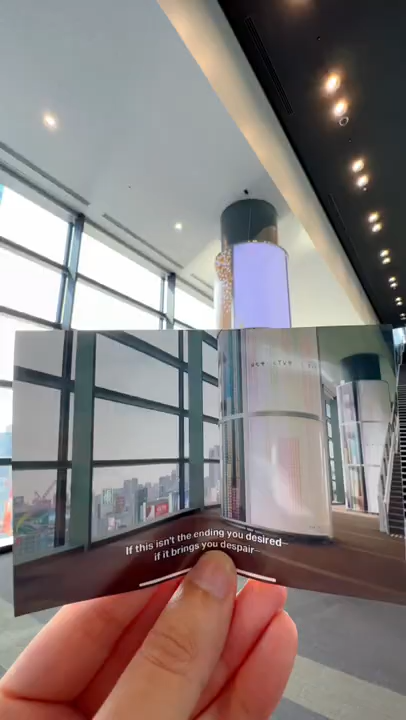 If this isn't the ending you desired—
if it brings you despair—